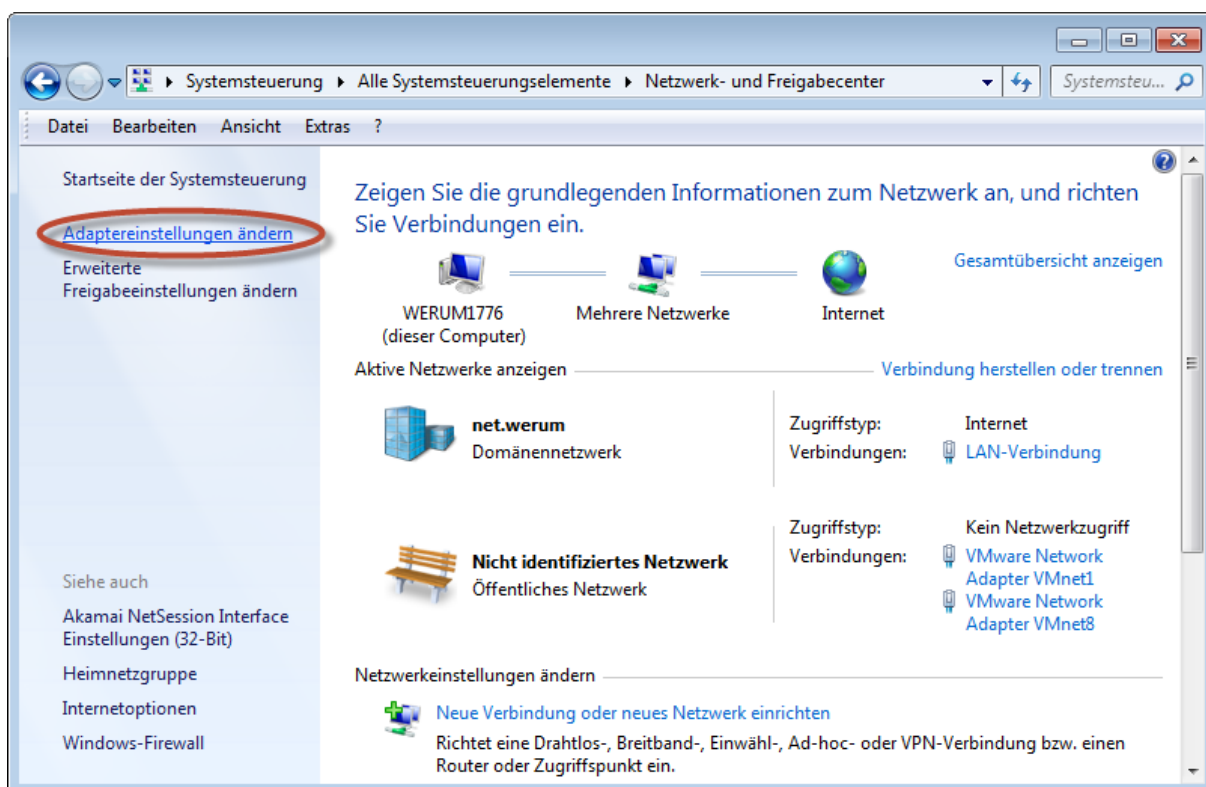 Systemsteuerung ▸ Alle Systemsteuerungselemente ▸ Netzwerk- und Freigabecenter
Systemsteu...
Datei Bearbeiten Ansicht Extras ?
Startseite der Systemsteuerung
Adaptereinstellungen ändern
Erweiterte
Freigabeeinstellungen ändern
Zeigen Sie die grundlegenden Informationen zum Netzwerk an, und richten
Sie Verbindungen ein.
Gesamtübersicht anzeigen
WERUM1776
(dieser Computer)
Mehrere Netzwerke
Internet
Aktive Netzwerke anzeigen
Verbindung herstellen oder trennen
net.werum
Domänennetzwerk
Zugriffstyp: Internet
Verbindungen: LAN-Verbindung
Nicht identifiziertes Netzwerk
Öffentliches Netzwerk
Zugriffstyp: Kein Netzwerkzugriff
Verbindungen: VMware Network
Adapter VMnet1
VMware Network
Adapter VMnet8
Netzwerkeinstellungen ändern
Neue Verbindung oder neues Netzwerk einrichten
Richtet eine Drahtlos-, Breitband-, Einwähl-, Ad-hoc- oder VPN-Verbindung bzw. einen
Router oder Zugriffspunkt ein.
Siehe auch
Akamai NetSession Interface
Einstellungen (32-Bit)
Heimnetzgruppe
Internetoptionen
Windows-Firewall